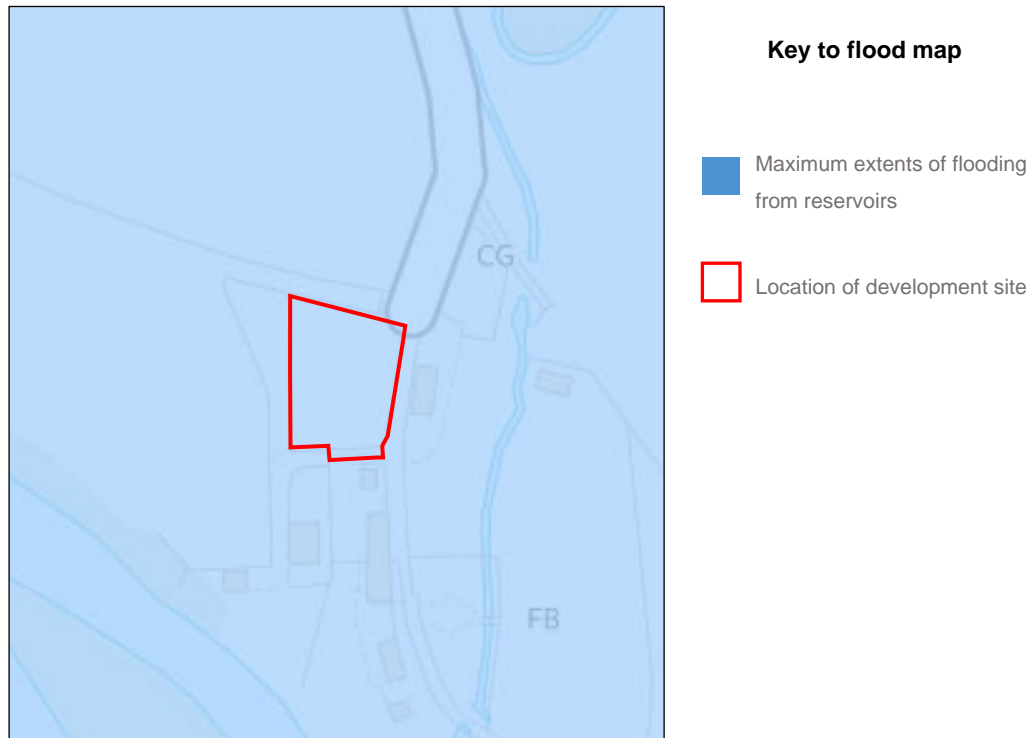 Key to flood map
Maximum extents of flooding
from reservoirs
CG
Location of development site
FB